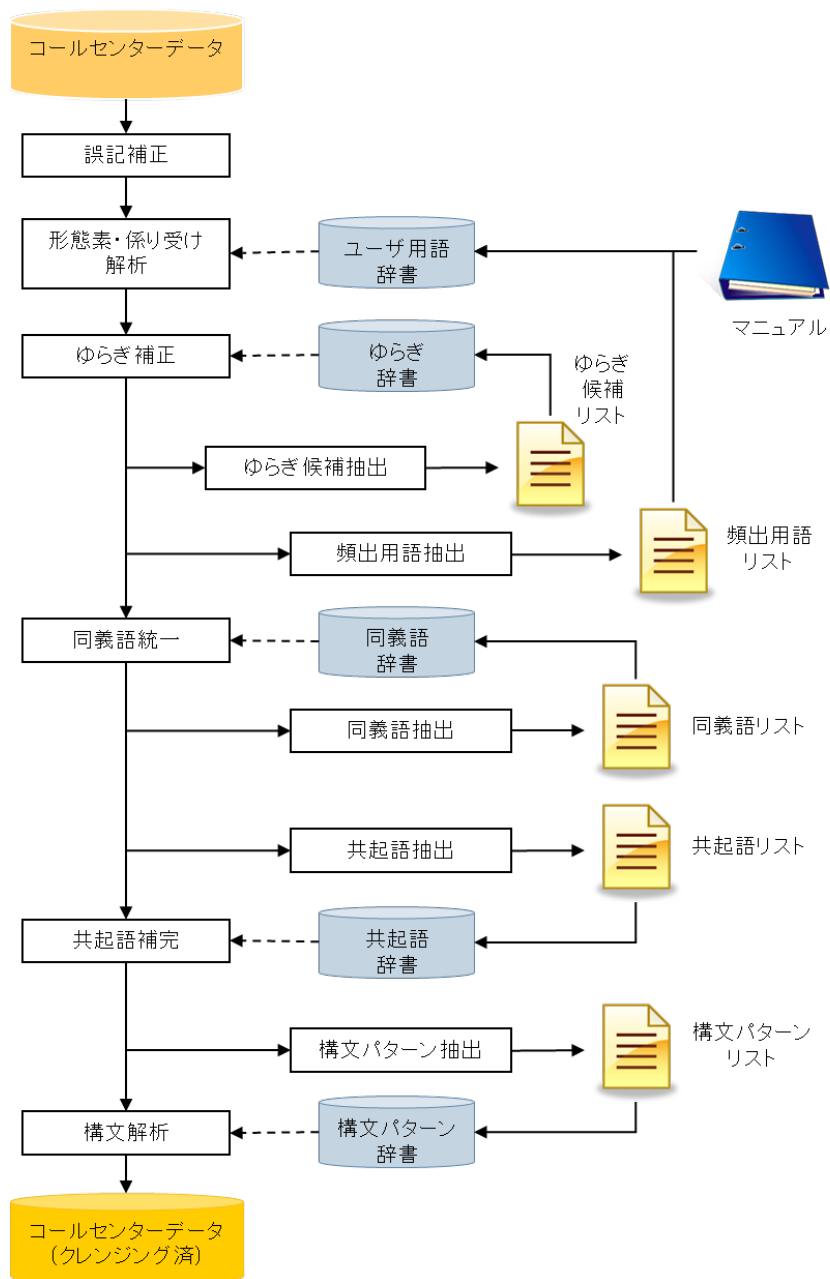 コールセンターデータ
誤記補正
形態素・係り受け
解析
ユーザ用語
辞書
マニュアル
ゆらぎ補正
ゆらぎ
辞書
ゆらぎ
候補
リスト
ゆらぎ候補抽出
頻出用語抽出
頻出用語
リスト
同義語統一
同義語
辞書
同義語抽出
同義語リスト
共起語抽出
共起語リスト
共起語補完
共起語
辞書
構文パターン抽出
構文パターン
リスト
構文解析
構文パターン
辞書
コールセンターデータ
(クレンジング済)